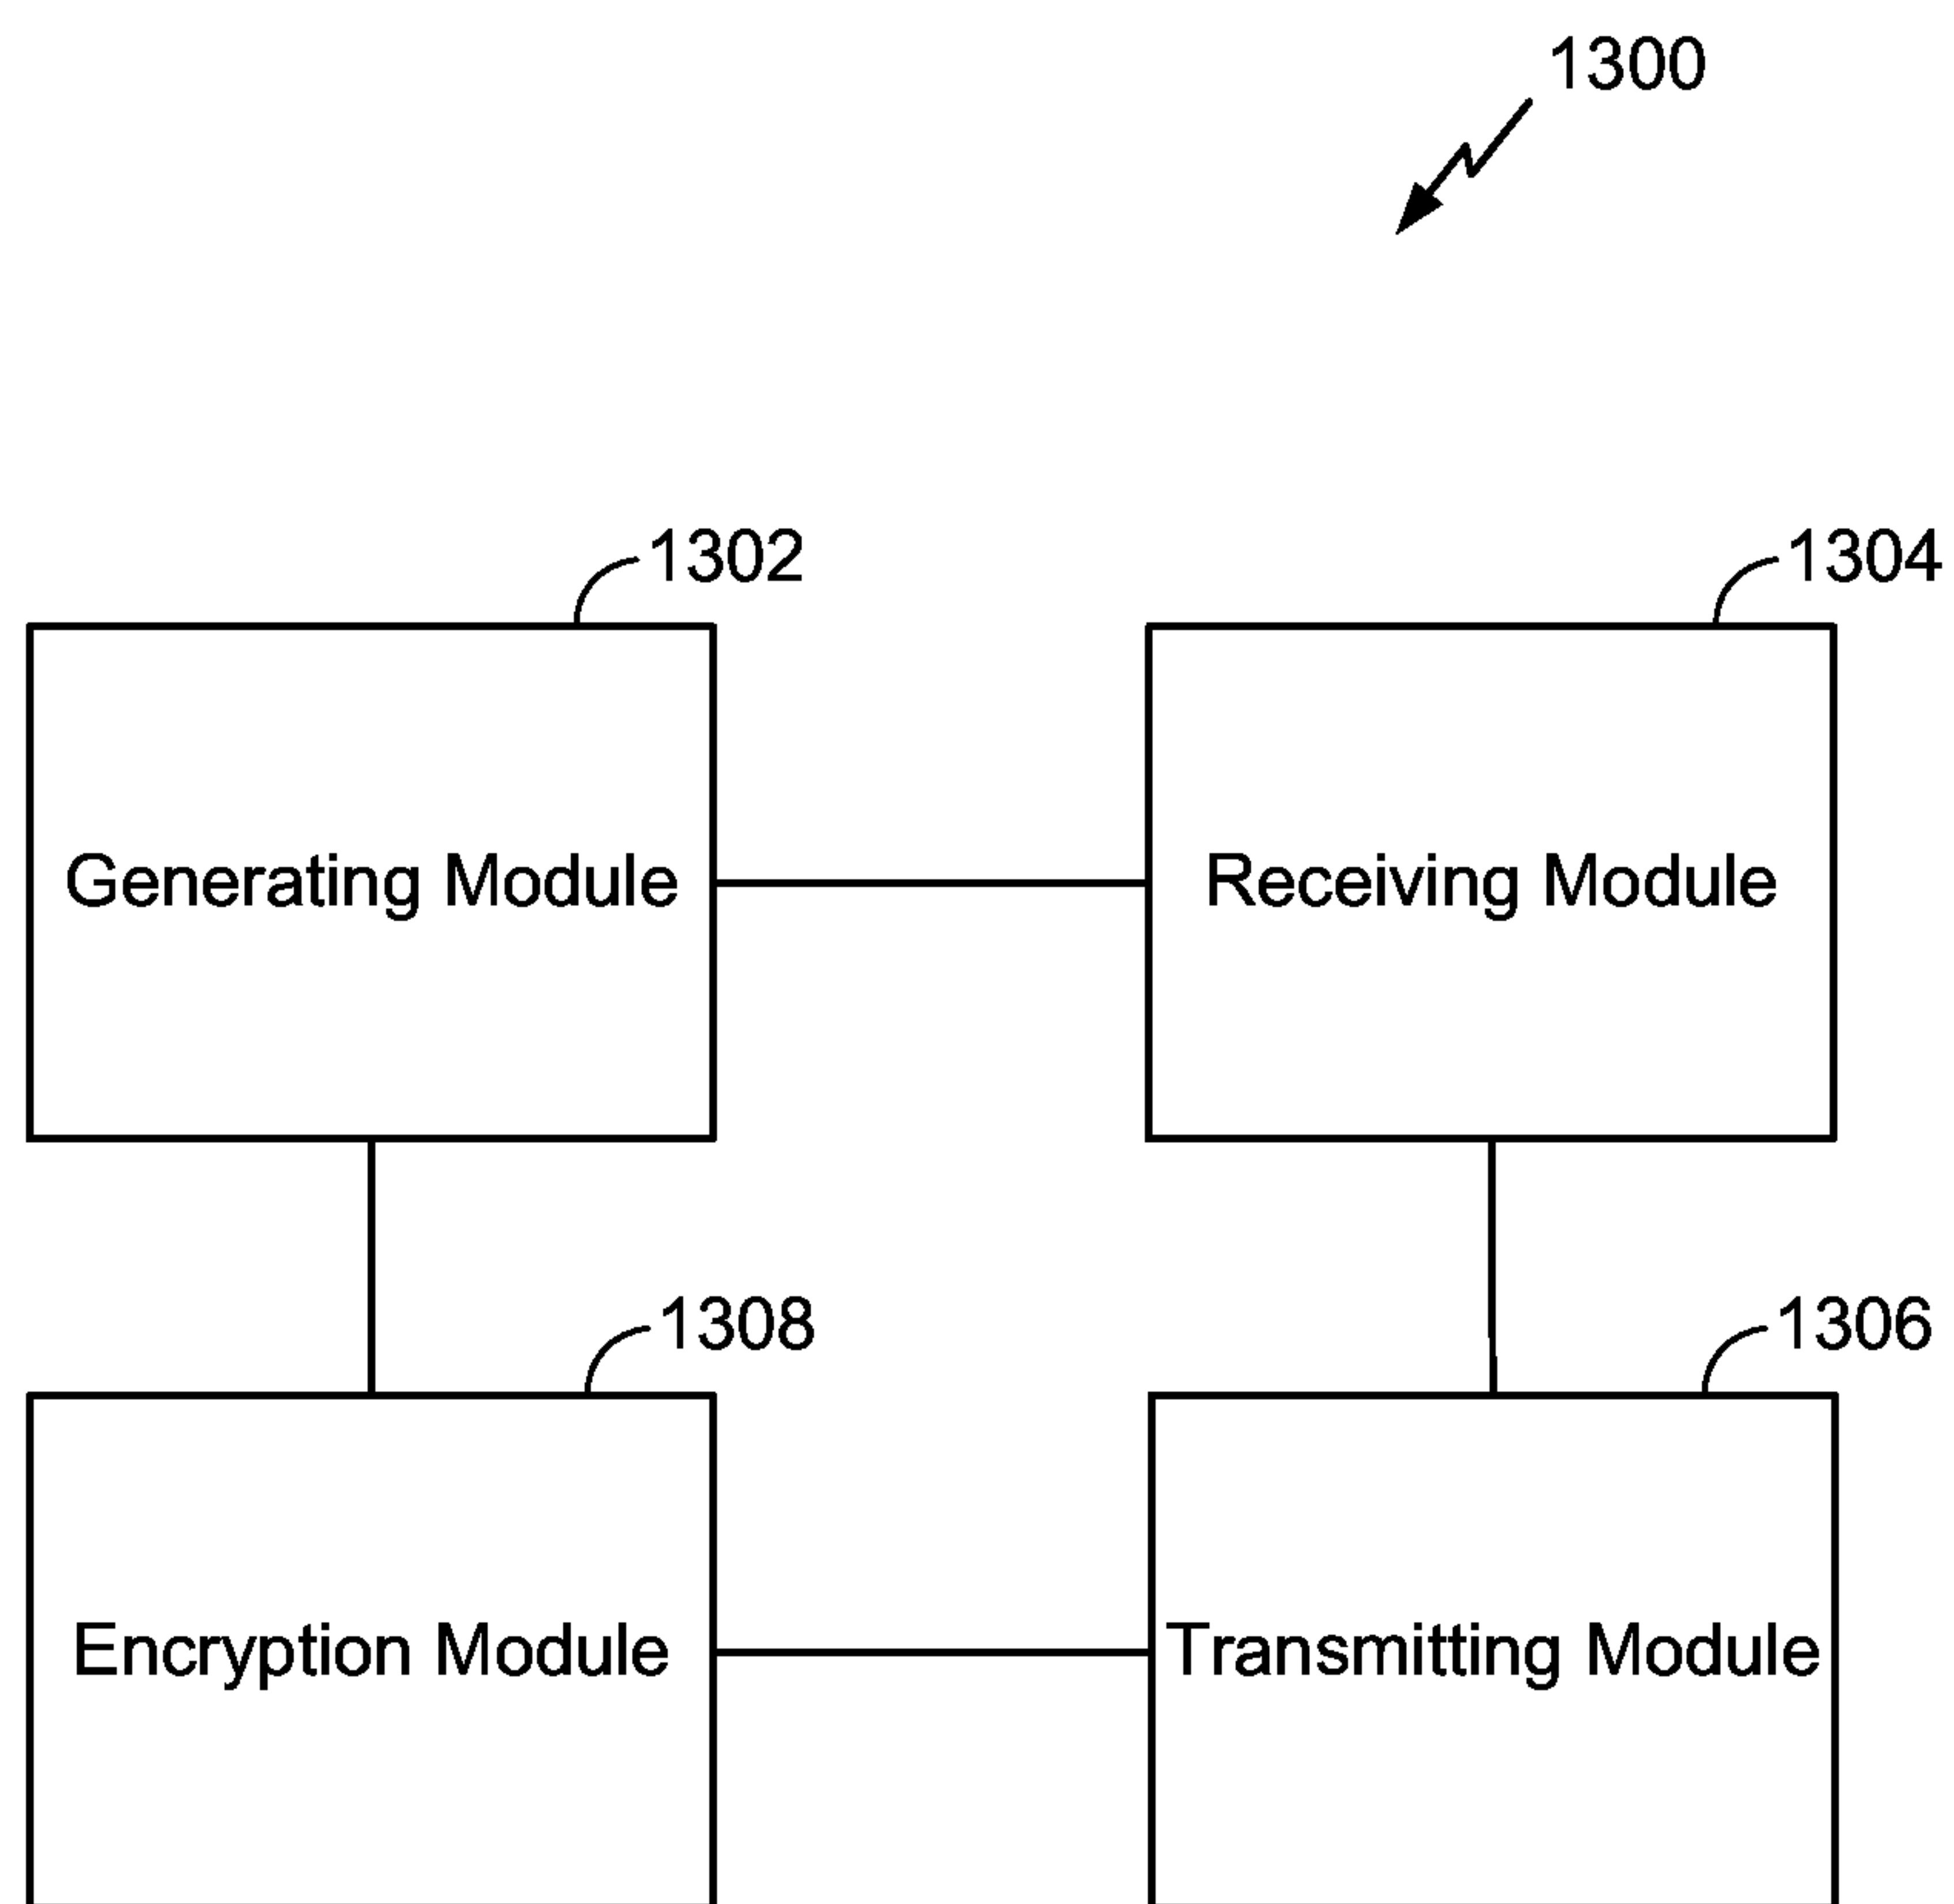 1300
1302
1304
Generating Module
Receiving Module
1308
1306
Encryption Module
Transmitting Module